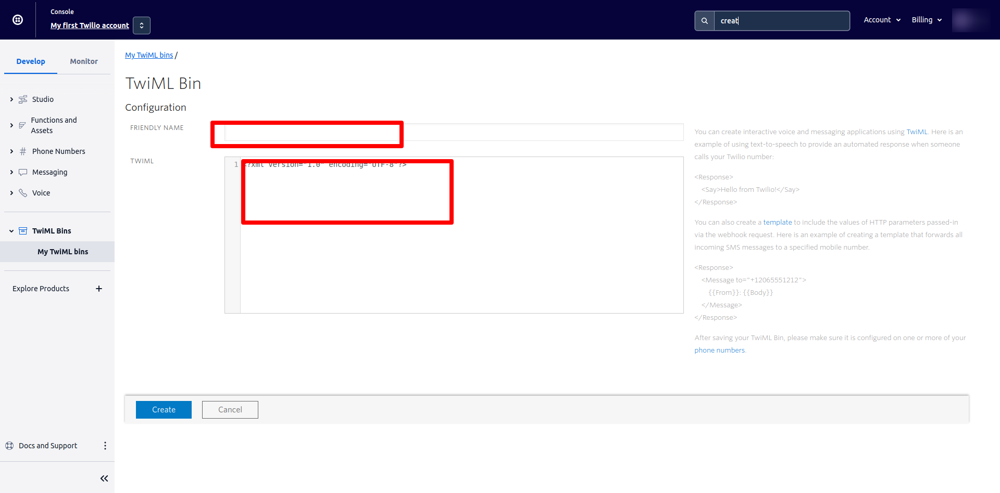 Console
My first Twilio account
creat
Account
Billing
Develop
Monitor
Studio
Functions and
Assets
Phone Numbers
Messaging
Voice
TwiML Bins
My TwiML bins
Explore Products
Docs and Support
My TwiML bins /
TwiML Bin
Configuration
FRIENDLY NAME
TWIML
1 <?xml version="1.0" encoding="UTF-8"?>
You can create interactive voice and messaging applications using TwiML. Here is an
example of using text-to-speech to provide an automated response when someone
calls your Twilio number:
<Response>
<Say>Hello from Twilio!</Say>
</Response>
You can also create a template to include the values of HTTP parameters passed-in
via the webhook request. Here is an example of creating a template that forwards all
incoming SMS messages to a specified mobile number.
<Response>
<Message to="+12065551212">
{{From}}: {{Body}}
</Message>
</Response>
After saving your TwiML Bin, please make sure it is configured on one or more of your
phone numbers.
Create
Cancel